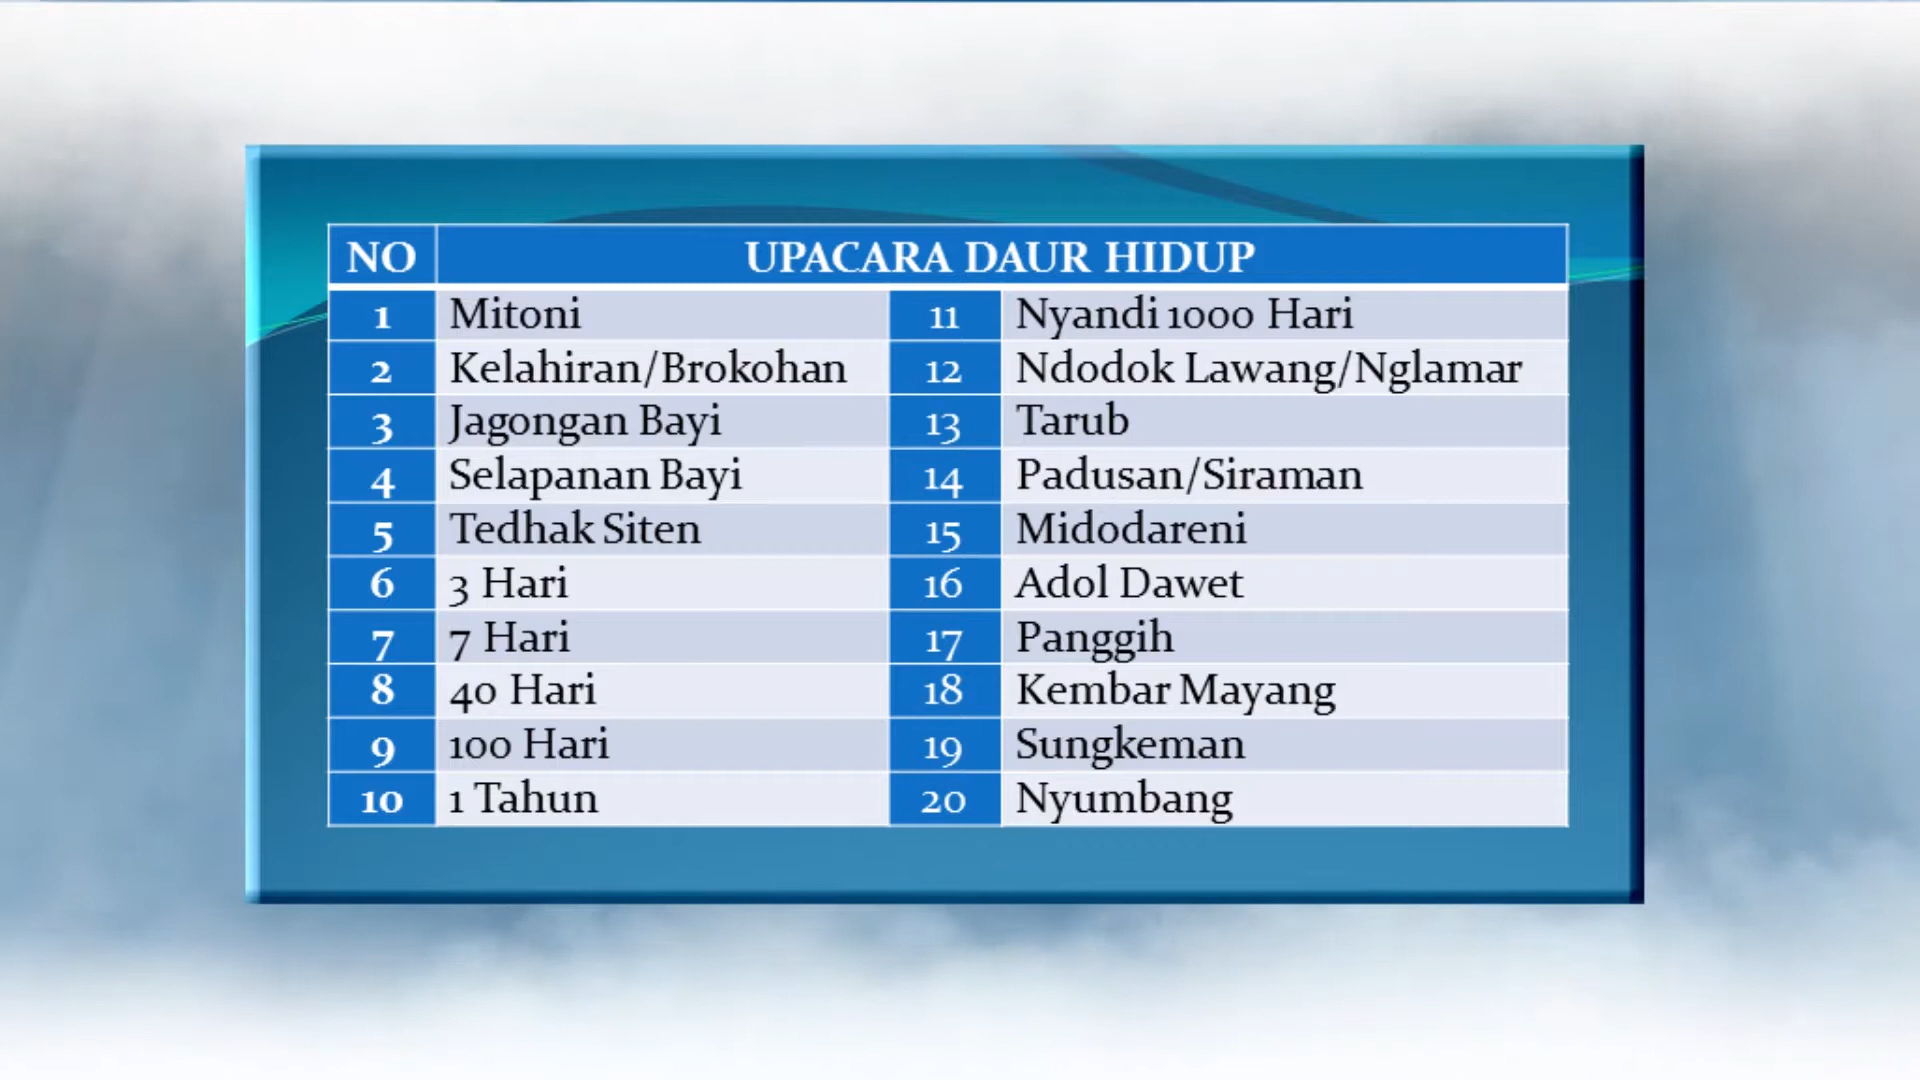 NO UPACARA DAUR HIDUP
1 Mitoni 11 Nyandi 1000 Hari
2 Kelahiran/Brokohan 12 Ndodok Lawang/Nglamar
3 Jagongan Bayi 13 Tarub
4 Selapanan Bayi 14 Padusan/Siraman
5 Tedhak Siten 15 Midodareni
6 3 Hari 16 Adol Dawet
7 7 Hari 17 Panggih
8 40 Hari 18 Kembar Mayang
9 100 Hari 19 Sungkeman
10 1 Tahun 20 Nyumbang